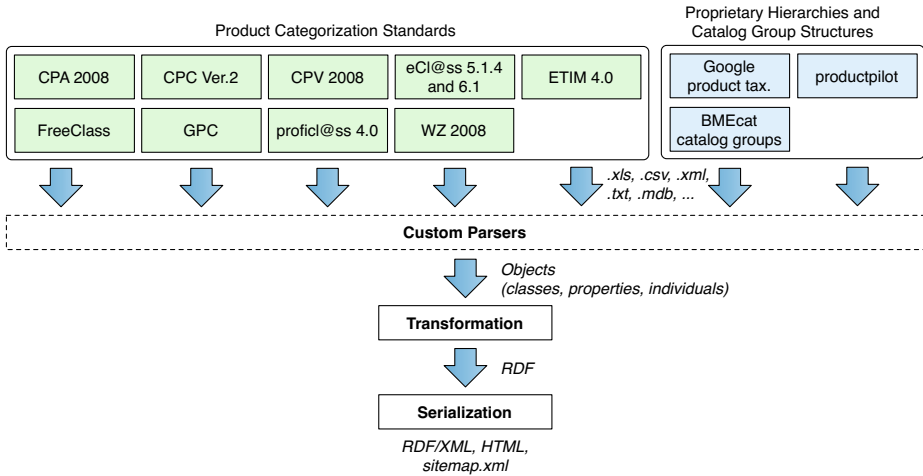 Product Categorization Standards
Proprietary Hierarchies and
Catalog Group Structures
CPA 2008
CPC Ver.2
CPV 2008
eCl@ss 5.1.4
and 6.1
ETIM 4.0
Google
product tax.
productpilot
FreeClass
GPC
proficl@ss 4.0
WZ 2008
BMEcat
catalog groups
.xls, .csv, .xml,
.txt, .mdb, ...
Custom Parsers
Objects
(classes, properties, individuals)
Transformation
RDF
Serialization
RDF/XML, HTML,
sitemap.xml